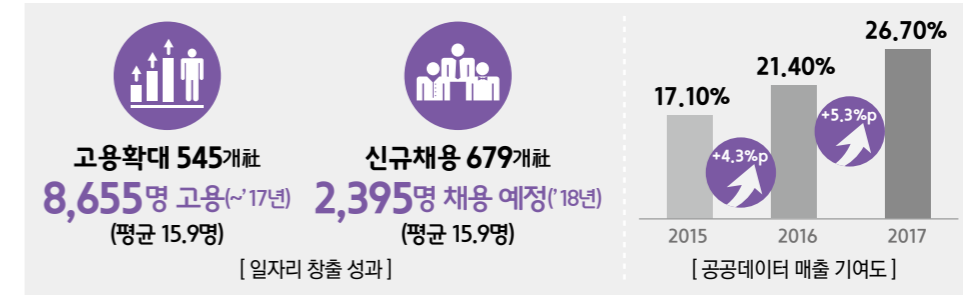 고용확대 545개社
8,655명 고용(~'17년)
(평균 15.9명)
신규채용 679개社
2,395명 채용 예정('18년)
(평균 15.9명)
[ 일자리 창출 성과 ]
17.10%
21.40%
26.70%
+4.3%p
+5.3%p
2015
2016
2017
[ 공공데이터 매출 기여도 ]